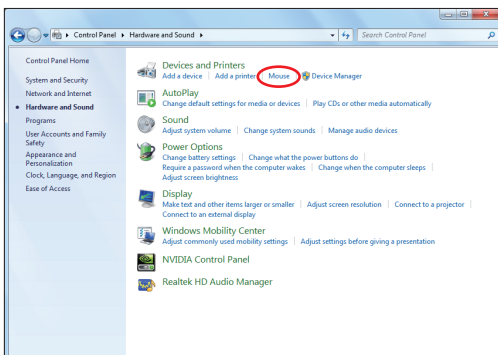 Control Panel ▸ Hardware and Sound ▸
Search Control Panel
Control Panel Home
System and Security
Network and Internet
Hardware and Sound
Programs
User Accounts and Family
Safety
Appearance and
Personalization
Clock, Language, and Region
Ease of Access
Devices and Printers
Add a device | Add a printer | Mouse | Device Manager
AutoPlay
Change default settings for media or devices | Play CDs or other media automatically
Sound
Adjust system volume | Change system sounds | Manage audio devices
Power Options
Change battery settings | Change what the power buttons do |
Require a password when the computer wakes | Change when the computer sleeps |
Adjust screen brightness
Display
Make text and other items larger or smaller | Adjust screen resolution | Connect to a projector |
Connect to an external display
Windows Mobility Center
Adjust commonly used mobility settings | Adjust settings before giving a presentation
NVIDIA Control Panel
Realtek HD Audio Manager